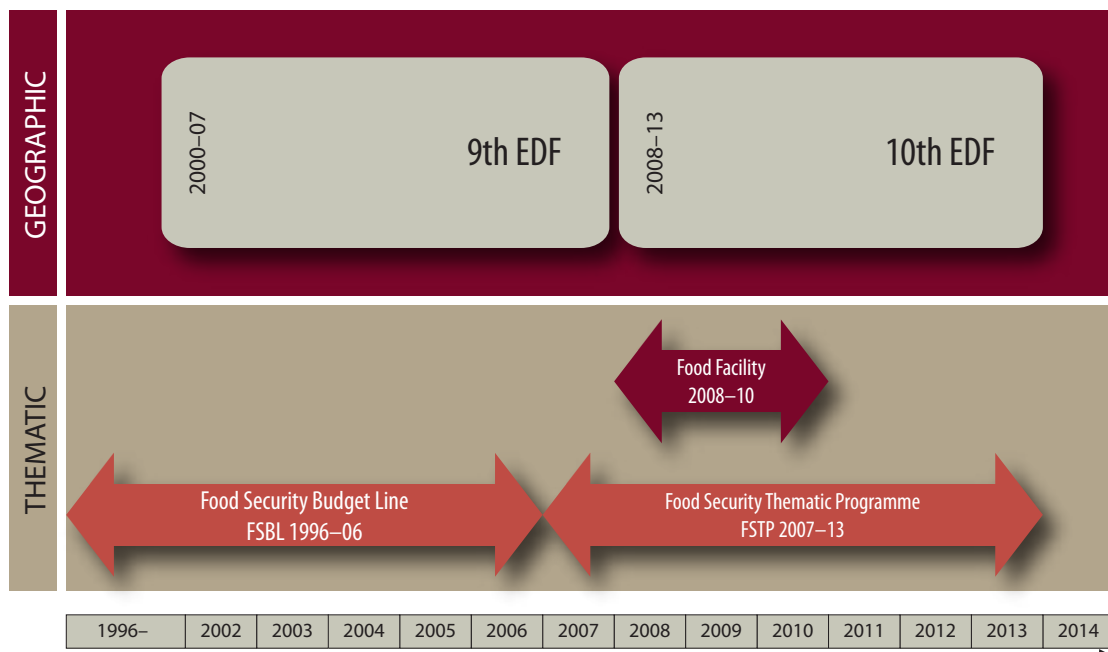 GEOGRAPHIC
2000–07
9th EDF
2008–13
10th EDF
THEMATIC
Food Facility
2008–10
Food Security Budget Line
FSBL 1996–06
Food Security Thematic Programme
FSTP 2007–13
1996– 2002 2003 2004 2005 2006 2007 2008 2009 2010 2011 2012 2013 2014